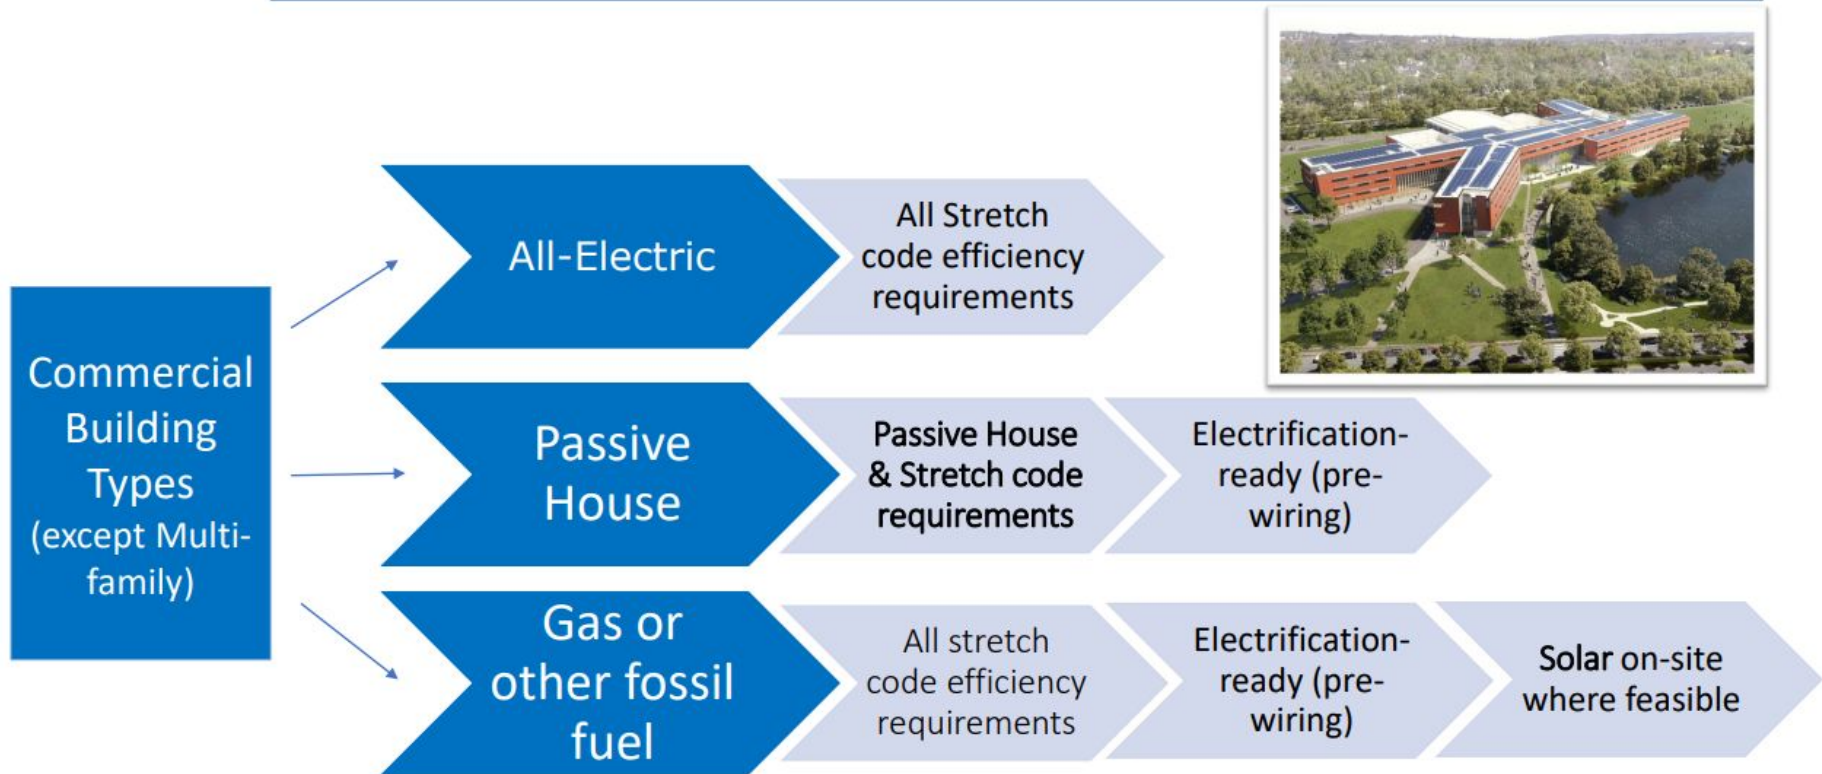 Commercial
Building
Types
(except Multi-
family)
All-Electric
All Stretch
code efficiency
requirements
Passive
House
Passive House
& Stretch code
requirements
Electrification-
ready (pre-
wiring)
Gas or
other fossil
fuel
All stretch
code efficiency
requirements
Electrification-
ready (pre-
wiring)
Solar on-site
where feasible